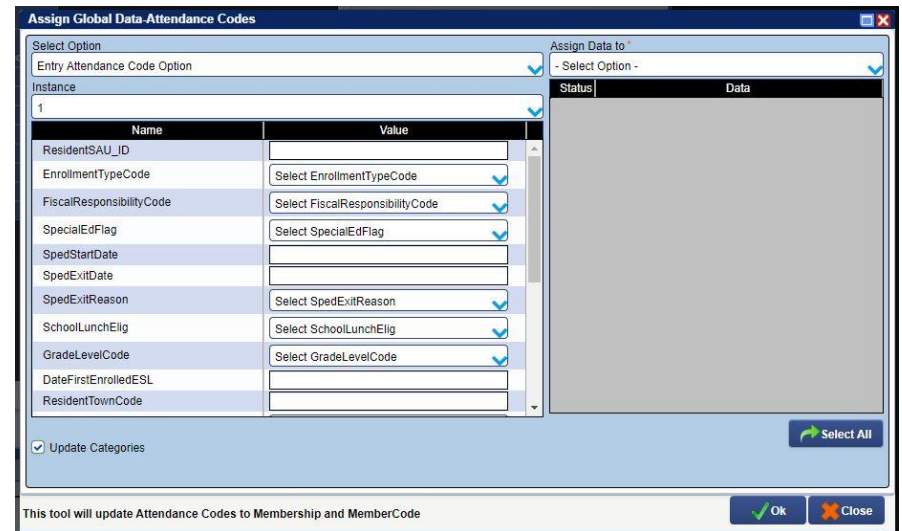 Assign Global Data-Attendance Codes
Select Option
Entry Attendance Code Option
Assign Data to *
- Select Option -
Instance
1
Status Data
Name Value
ResidentSAU_ID
EnrollmentTypeCode Select EnrollmentTypeCode
FiscalResponsibilityCode Select FiscalResponsibilityCode
SpecialEdFlag Select SpecialEdFlag
SpedStartDate
SpedExitDate
SpedExitReason Select SpedExitReason
SchoolLunchElig Select SchoolLunchElig
GradeLevelCode Select GradeLevelCode
DateFirstEnrolledESL
ResidentTownCode
Select All
Update Categories
This tool will update Attendance Codes to Membership and MemberCode
Ok Close